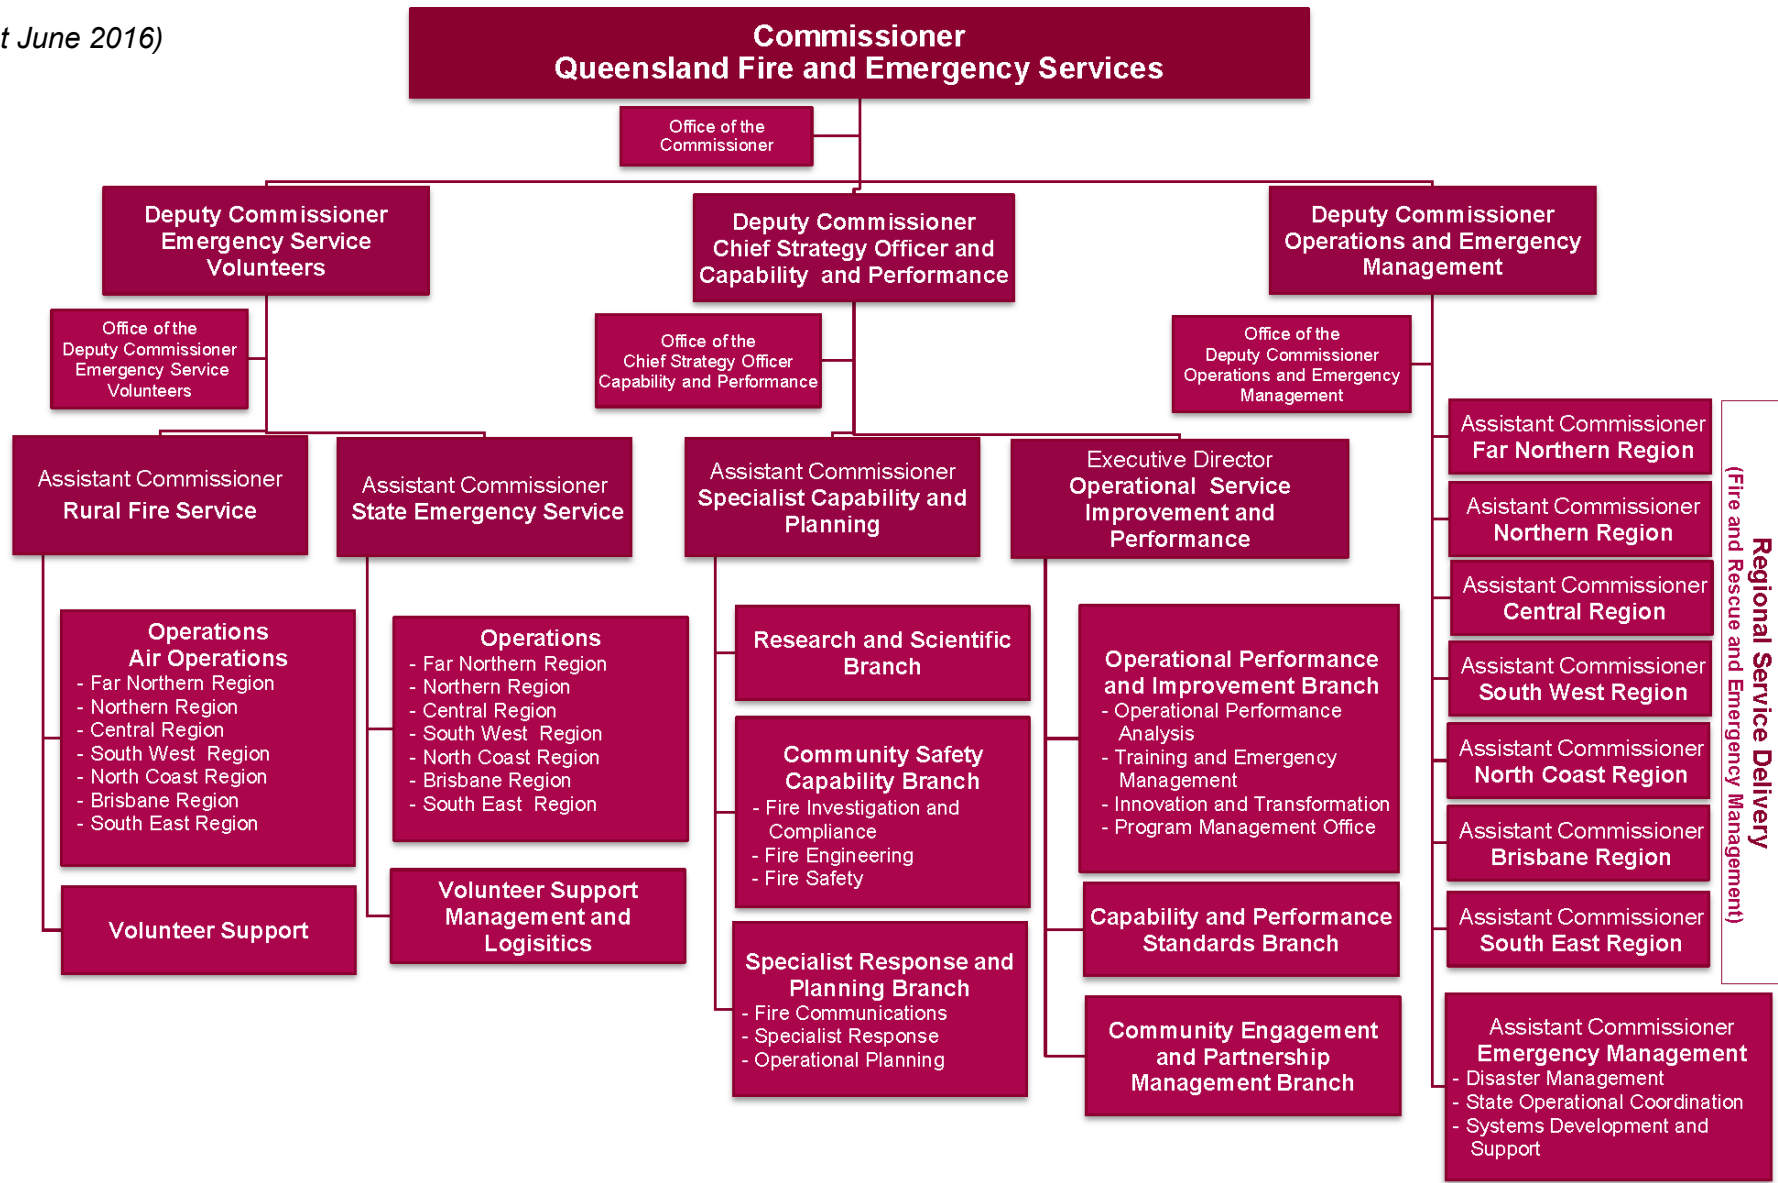 t June 2016)
Commissioner
Queensland Fire and Emergency Services
Office of the
Commissioner
Deputy Commissioner
Emergency Service
Volunteers
Deputy Commissioner
Chief Strategy Officer and
Capability and Performance
Deputy Commissioner
Operations and Emergency
Management
Office of the
Deputy Commissioner
Emergency Service
Volunteers
Office of the
Chief Strategy Officer
Capability and Performance
Office of the
Deputy Commissioner
Operations and Emergency
Management
Assistant Commissioner
Rural Fire Service
Assistant Commissioner
State Emergency Service
Assistant Commissioner
Specialist Capability and
Planning
Executive Director
Operational Service
Improvement and
Performance
Operations
Air Operations
- Far Northern Region
- Northern Region
- Central Region
- South West Region
- North Coast Region
- Brisbane Region
- South East Region
Volunteer Support
Operations
- Far Northern Region
- Northern Region
- Central Region
- South West Region
- North Coast Region
- Brisbane Region
- South East Region
Volunteer Support
Management and
Logisitics
Research and Scientific
Branch
Community Safety
Capability Branch
- Fire Investigation and
Compliance
- Fire Engineering
- Fire Safety
Specialist Response and
Planning Branch
- Fire Communications
- Specialist Response
- Operational Planning
Operational Performance
and Improvement Branch
- Operational Performance
Analysis
- Training and Emergency
Management
- Innovation and Transformation
- Program Management Office
Capability and Performance
Standards Branch
Community Engagement
and Partnership
Management Branch
Assistant Commissioner
Far Northern Region
Asistant Commissioner
Northern Region
Assistant Commissioner
Central Region
Assistant Commissioner
South West Region
Assistant Commissioner
North Coast Region
Assistant Commissioner
Brisbane Region
Assistant Commissioner
South East Region
Regional Service Delivery
(Fire and Rescue and Emergency Management)
Assistant Commissioner
Emergency Management
- Disaster Management
- State Operational Coordination
- Systems Development and
Support